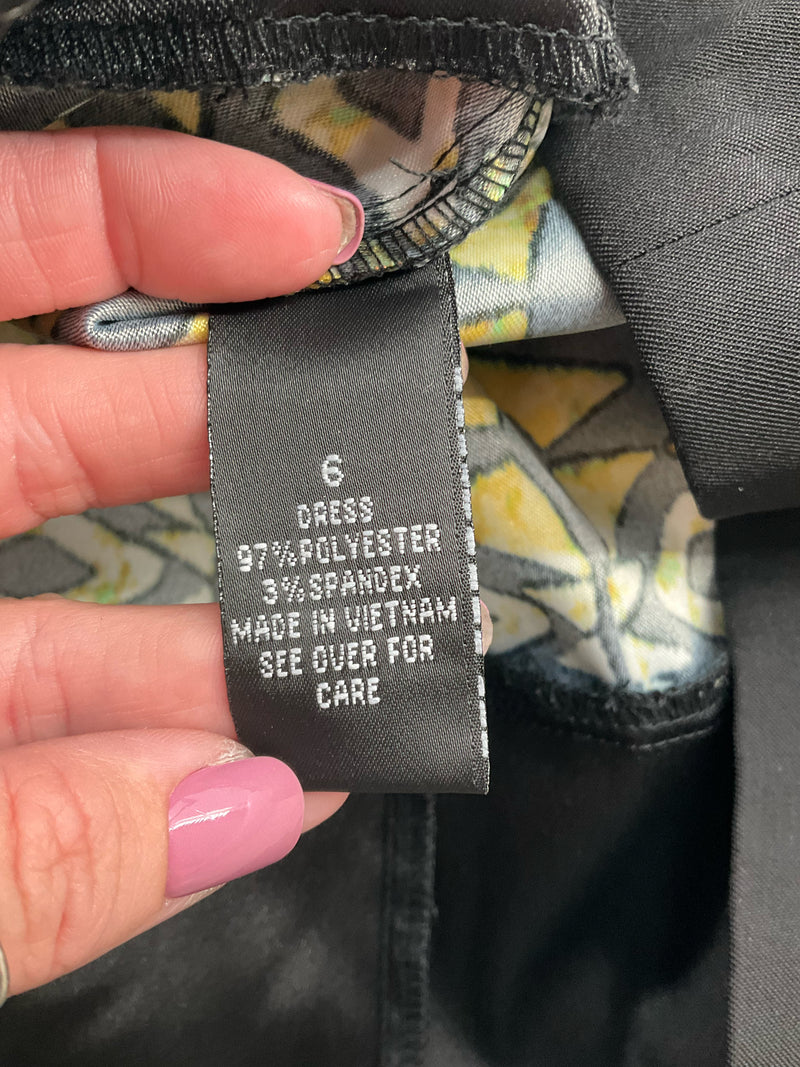 6
DRESS
97%POLYESTER
3%SPANDEX
MADE IN VIETNAM
SEE OVER FOR
CARE